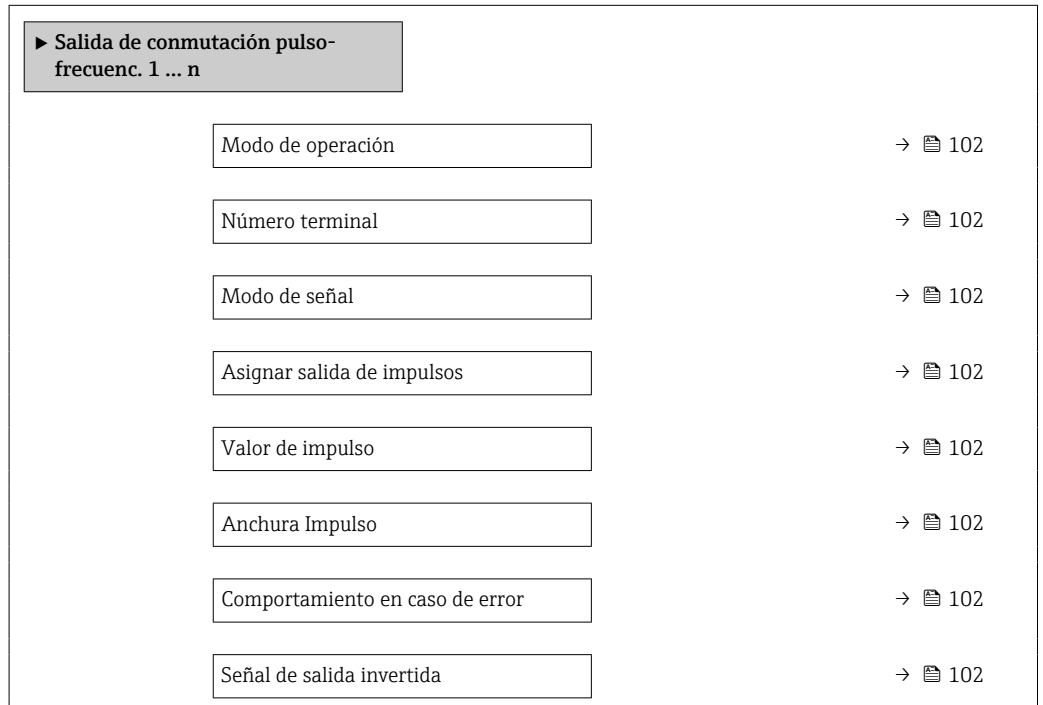 ▶ Salida de conmutación pulso-
frecuenc. 1 ... n
Modo de operación → 102
Número terminal → 102
Modo de señal → 102
Asignar salida de impulsos → 102
Valor de impulso → 102
Anchura Impulso → 102
Comportamiento en caso de error → 102
Señal de salida invertida → 102